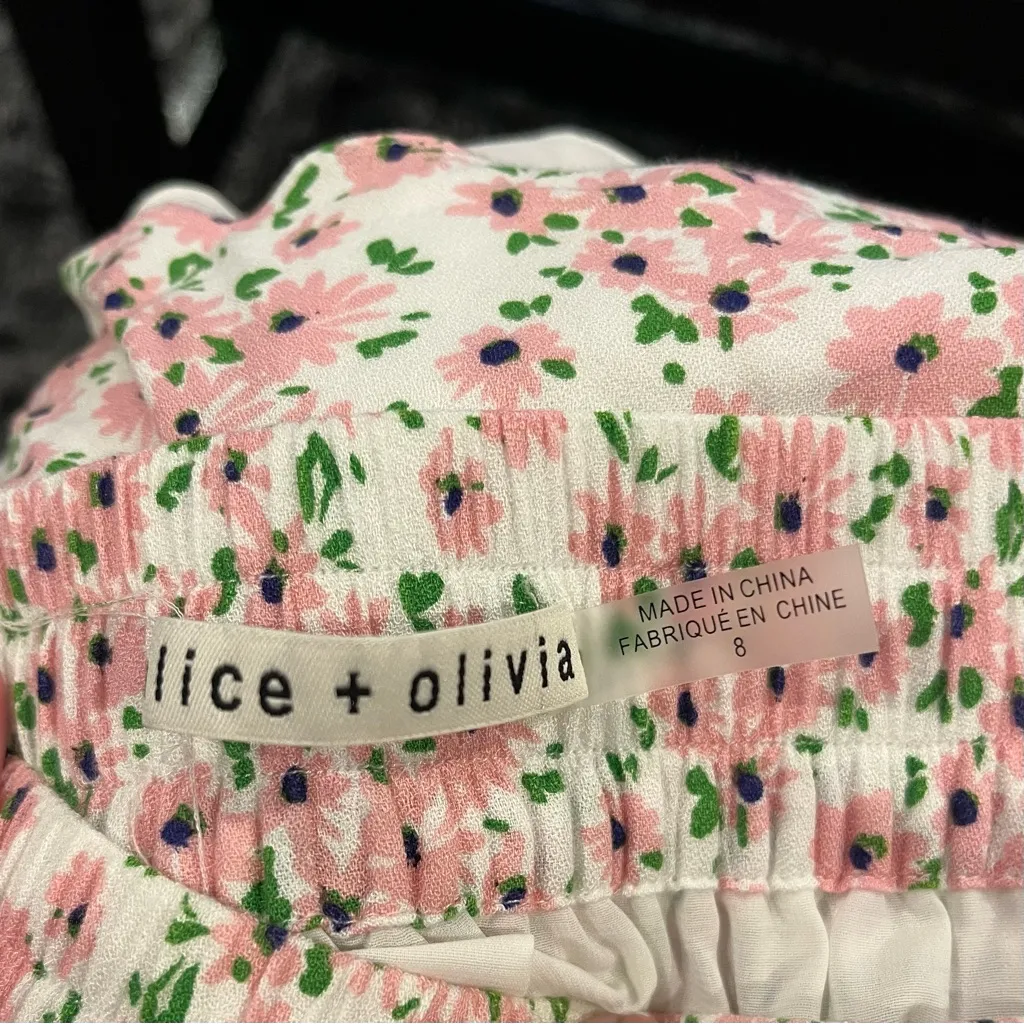 lice + olivia
MADE IN CHINA
FABRIQUÉ EN CHINE
8